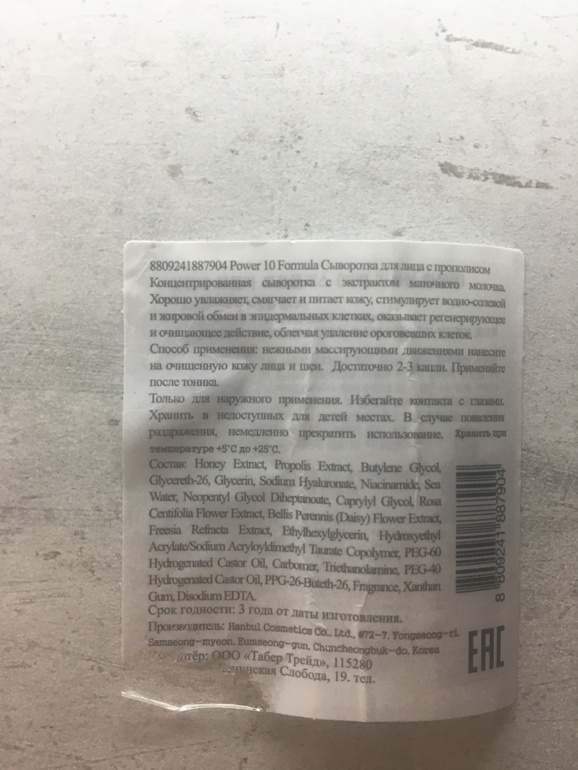 8809241887904 Power 10 Formula Сыворотка для лица с прополисом
Концентрированная сыворотка с экстрактом маточного молочка.
Хорошо увлажняет, смягчает и питает кожу, стимулирует водно-солевой
и жировой обмен в эпидермальных клетках, оказывает регенерирующее
и очищающее действие, облегчая удаление ороговевших клеток.
Способ применения: нежными массирующими движениями нанесите
на очищенную кожу лица и шеи. Достаточно 2-3 капли. Применяйте
после тоника.
Только для наружного применения. Избегайте контакта с глазами.
Хранить в недоступных для детей местах. В случае появления
раздражения, немедленно прекратить использование. Хранить при
температуре +5°C до +25°C.
Состав: Honey Extract, Propolis Extract, Butylene Glycol,
Glycereth-26, Glycerin, Sodium Hyaluronate, Niacinamide, Sea
Water, Neopentyl Glycol Diheptanoate, Caprylyl Glycol, Rosa
Centifolia Flower Extract, Bellis Perennis (Daisy) Flower Extract,
Freesia Refracta Extract, Ethylhexylglycerin, Hydroxyethyl
Acrylate/Sodium Acryloyldimethyl Taurate Copolymer, PEG-60
Hydrogenated Castor Oil, Carbomer, Triethanolamine, PEG-40
Hydrogenated Castor Oil, PPG-26-Buteth-26, Fragrance, Xanthan
Gum, Disodium EDTA.
Срок годности: 3 года от даты изготовления.
Производитель: Hanbul Cosmetics Co., Ltd., #72-7, Yongseong-ri,
Samseong-myeon, Eumseong-gun, Chungcheongbuk-do, Korea
ООО «Табер Трейд», 115280
Слобода, 19. тел.
8 809241 887904
EAC